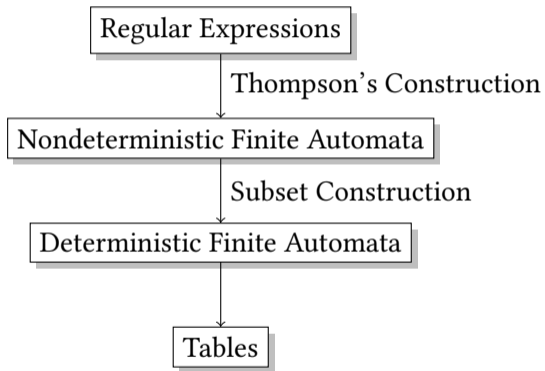 Regular Expressions
Thompson's Construction
Nondeterministic Finite Automata
Subset Construction
Deterministic Finite Automata
Tables